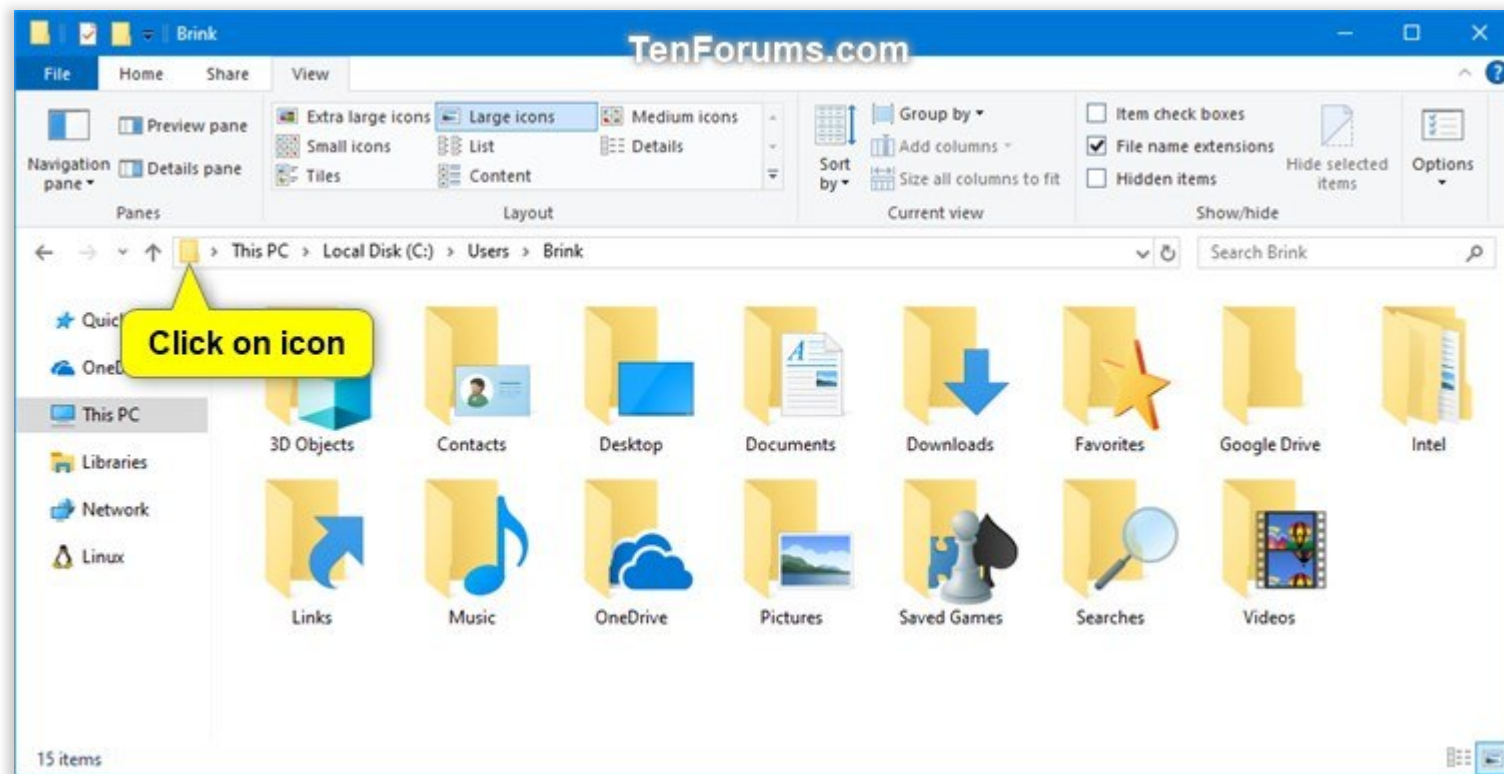 Brink
TenForums.com
File Home Share View
Navigation pane
Preview pane
Details pane
Panes
Extra large icons Large icons Medium icons
Small icons List Details
Tiles Content
Layout
Sort by
Group by
Add columns
Size all columns to fit
Current view
Item check boxes
File name extensions
Hidden items
Hide selected items
Show/hide
Options
This PC > Local Disk (C:) > Users > Brink
Search Brink
Click on icon
This PC
Libraries
Network
Linux
3D Objects Contacts Desktop Documents Downloads Favorites Google Drive Intel
Links Music OneDrive Pictures Saved Games Searches Videos
15 items